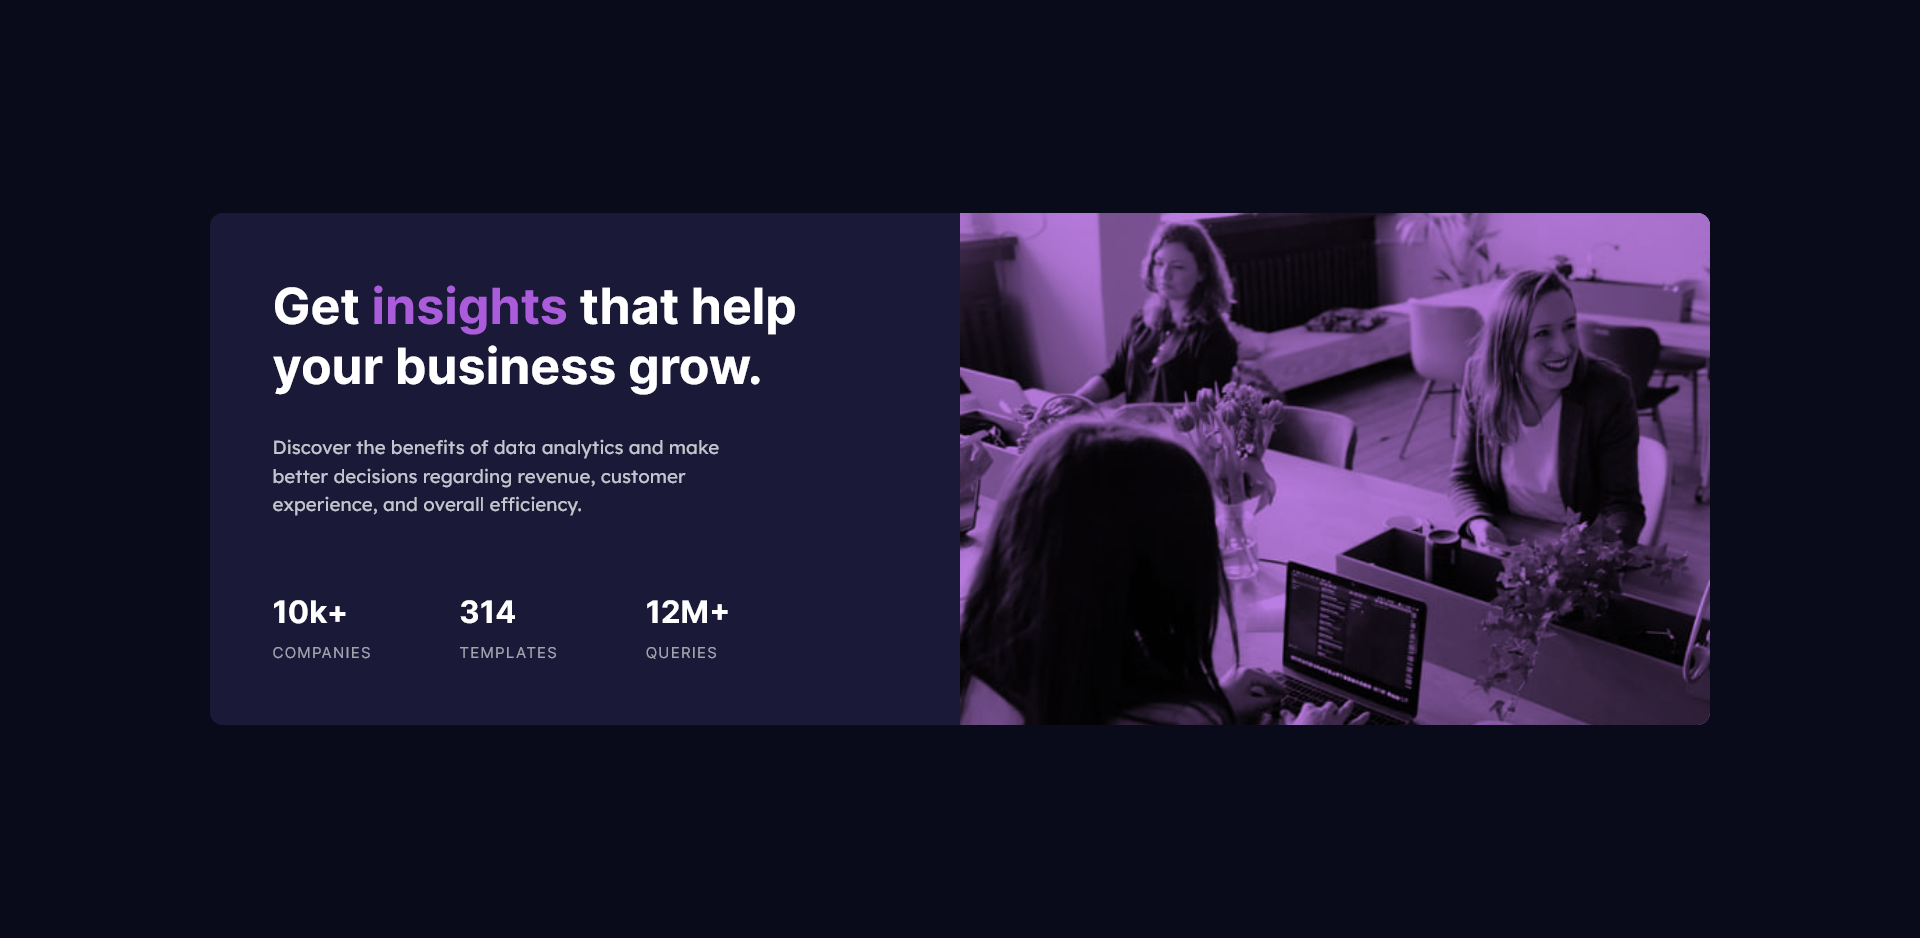 Get insights that help
your business grow.
Discover the benefits of data analytics and make
better decisions regarding revenue, customer
experience, and overall efficiency.
10k+ 314 12M+
COMPANIES TEMPLATES QUERIES